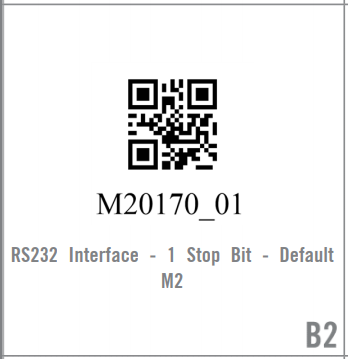 M20170_01
RS232 Interface - 1 Stop Bit - Default
M2
B2